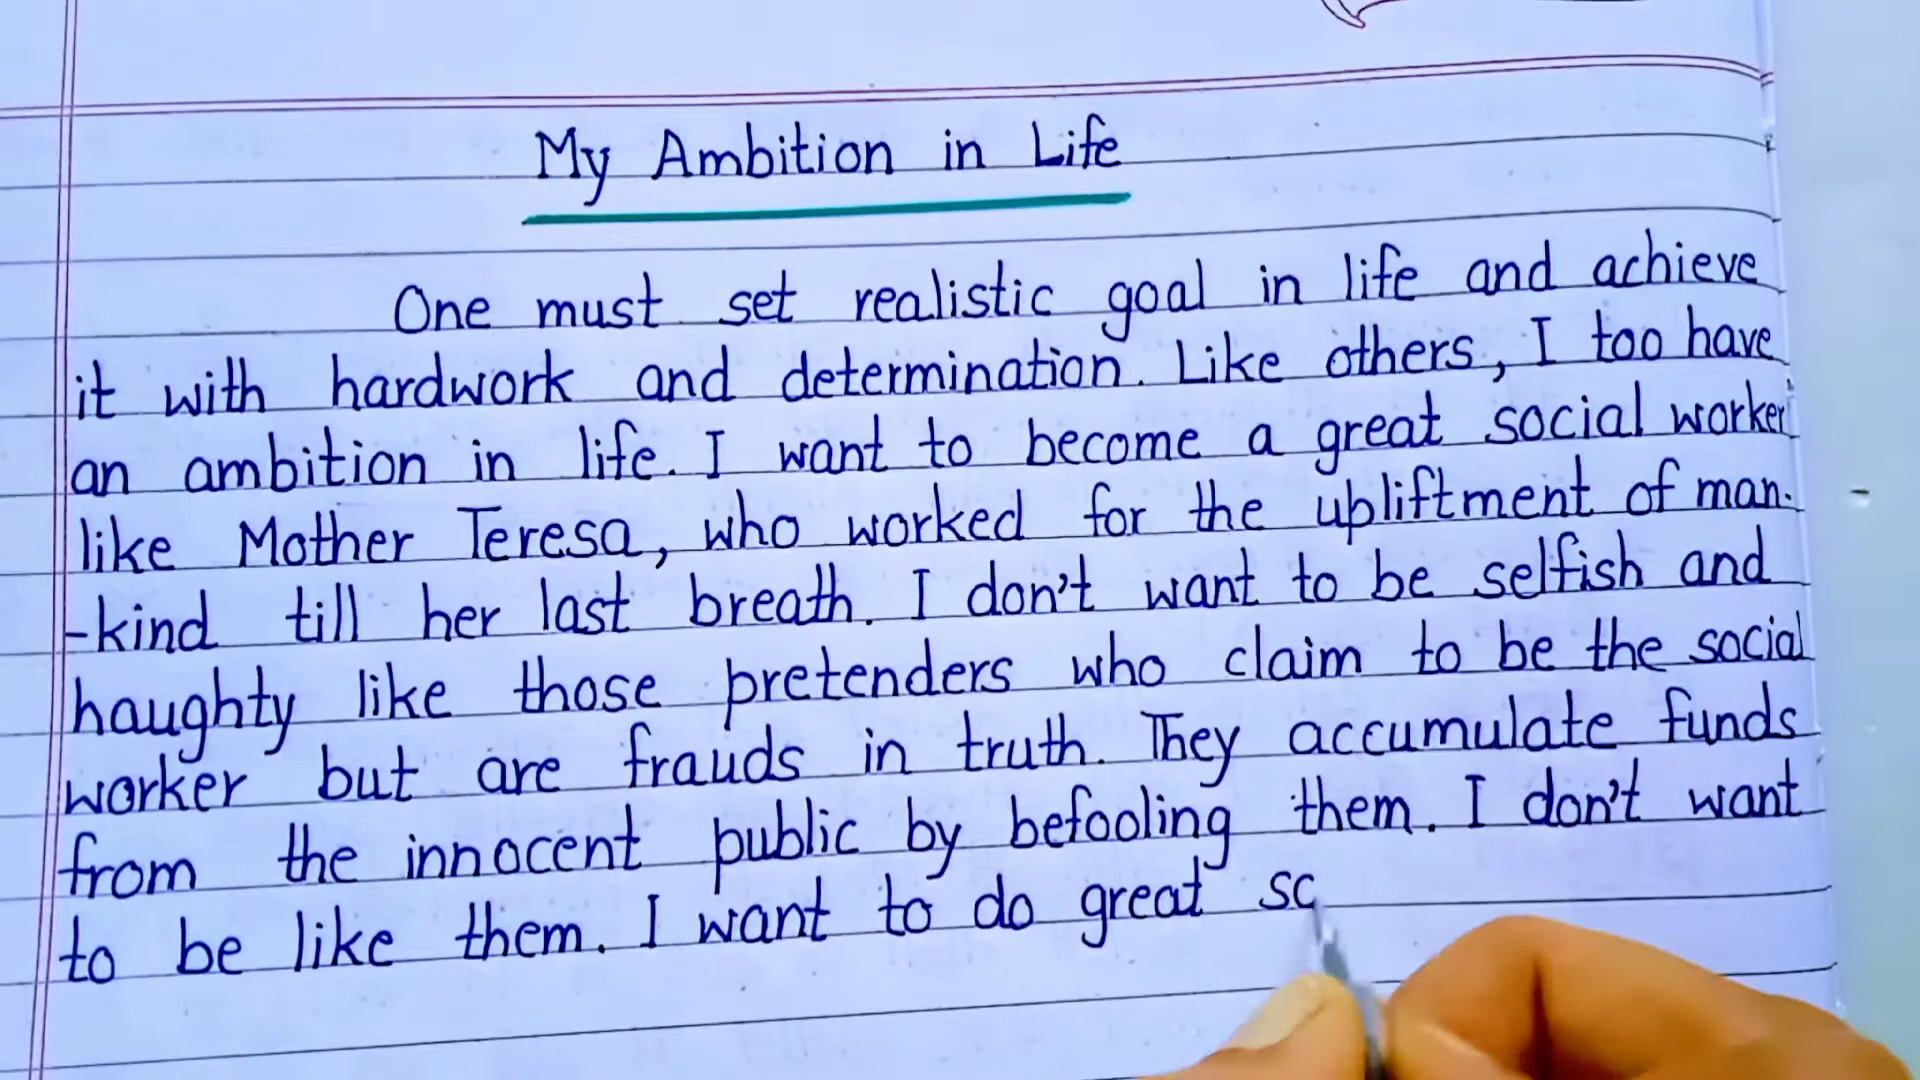 My Ambition in Life
One must set realistic goal in life and achieve
it with hardwork and determination. Like others, I too have
an ambition in life. I want to become a great social worker
like Mother Teresa, who worked for the upliftment of man-
-kind till her last breath. I don't want to be selfish and
haughty like those pretenders who claim to be the social
worker but are frauds in truth. They accumulate funds
from the innocent public by befooling them. I don't want
to be like them. I want to do great